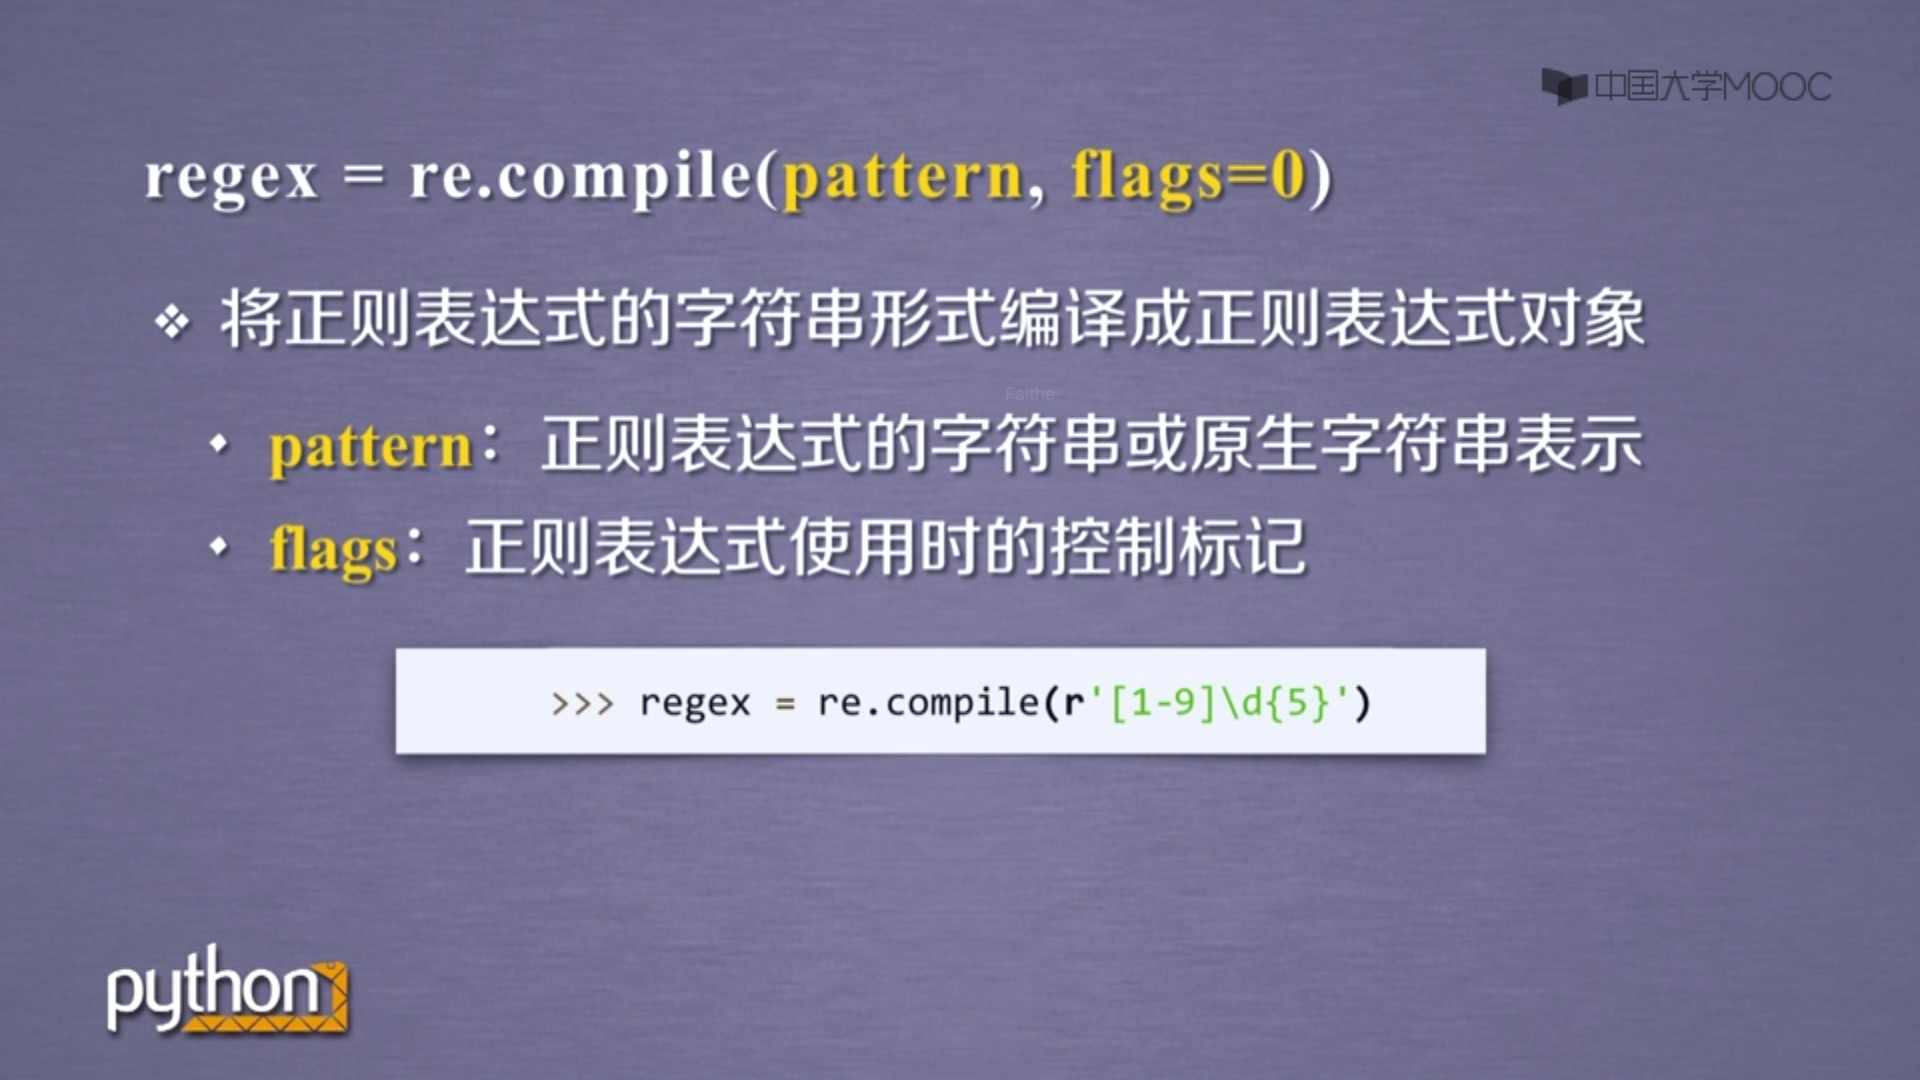 中国大学MOOC
regex = re.compile(pattern, flags=0)
❖ 将正则表达式的字符串形式编译成正则表达式对象
Faithe
• pattern：正则表达式的字符串或原生字符串表示
• flags：正则表达式使用时的控制标记
>>> regex = re.compile(r'[1-9]\d{5}')
python